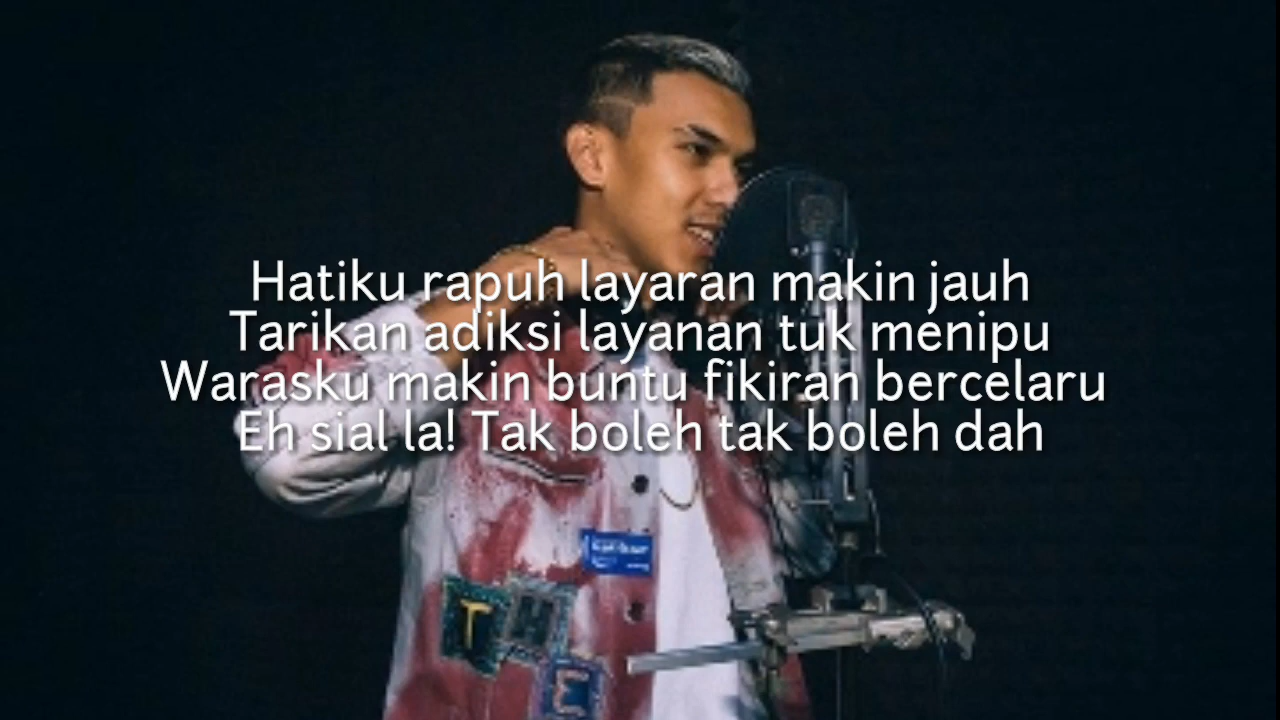 Hatiku rapuh layaran makin jauh
Tarikan adiksi layanan tuk menipu
Warasku makin buntu fikiran bercelaru
Eh sial la! Tak boleh tak boleh dah
T H
E